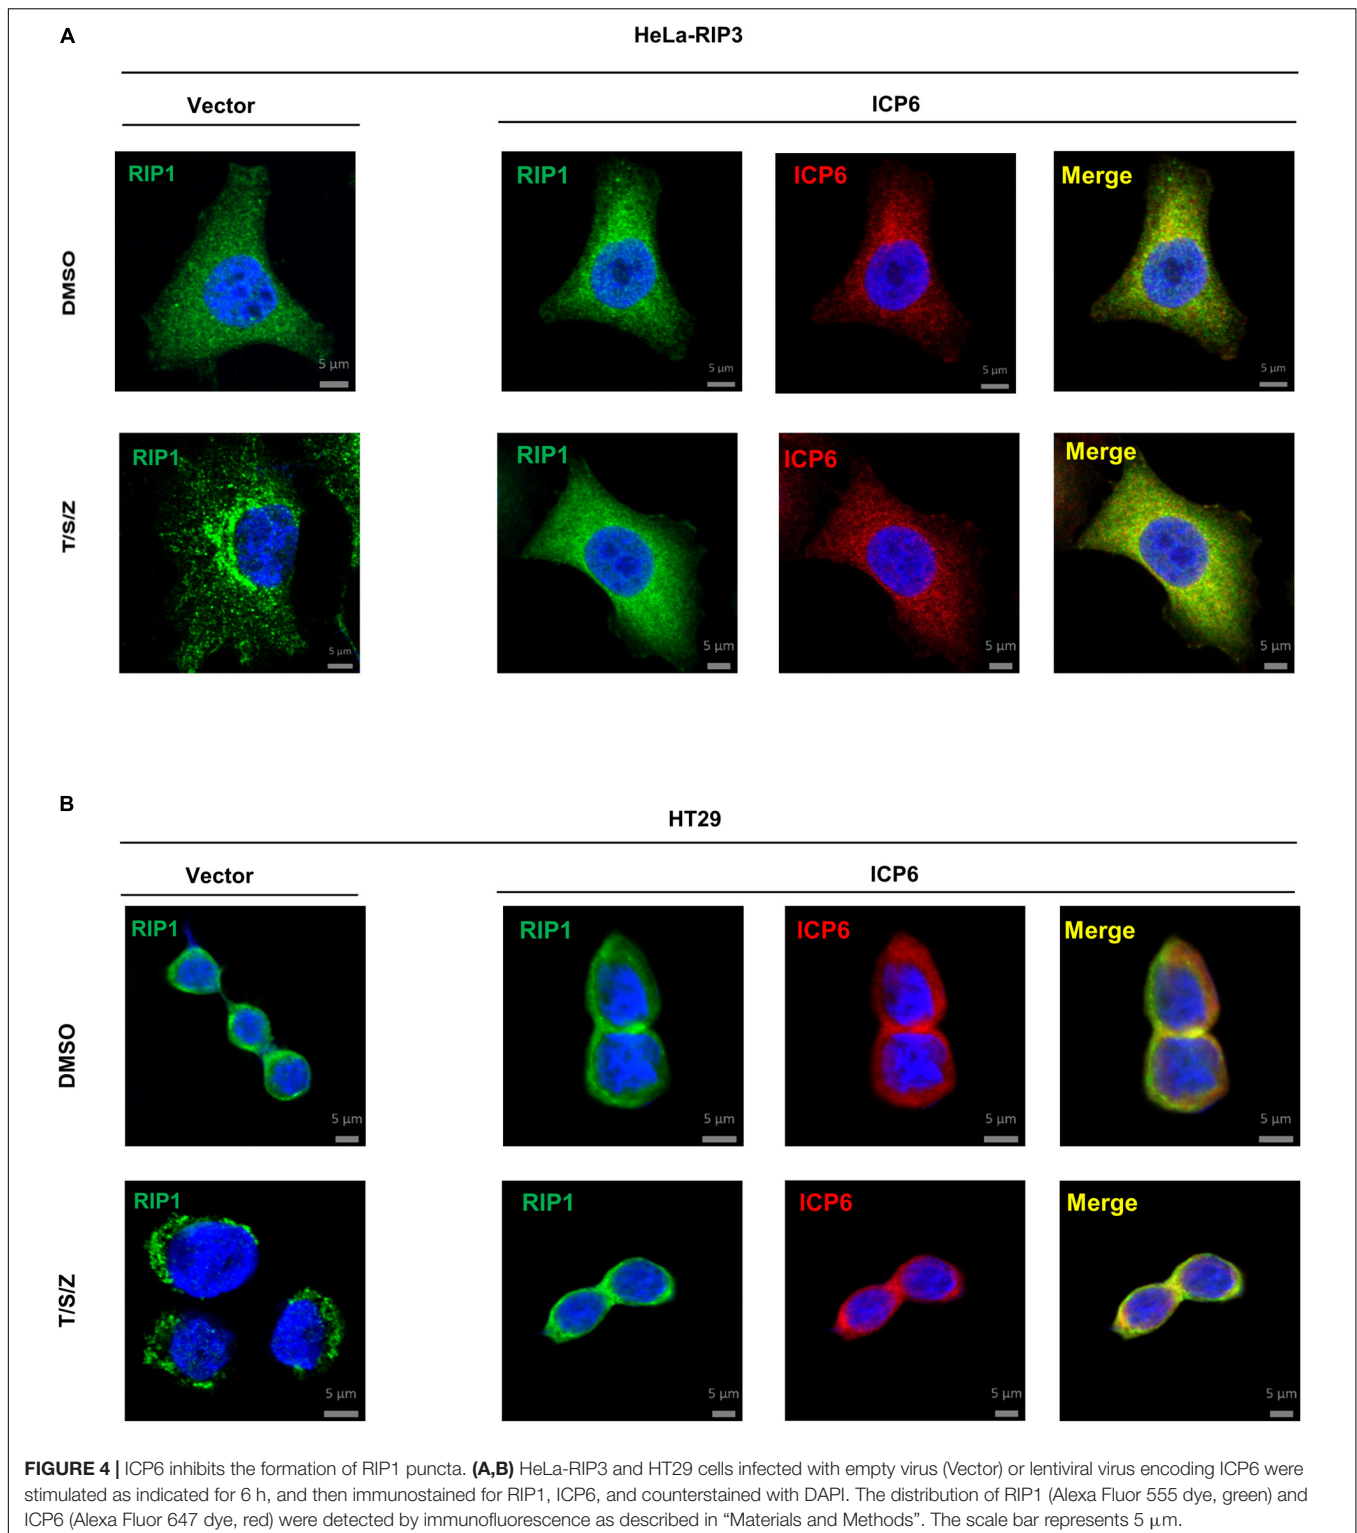 A
HeLa-RIP3
Vector
ICP6
DMSO
RIP1
5 µm
RIP1
5 µm
ICP6
5 µm
Merge
5 µm
T/S/Z
RIP1
5 µm
RIP1
5 µm
ICP6
5 µm
Merge
5 µm
B
HT29
Vector
ICP6
DMSO
RIP1
5 µm
RIP1
5 µm
ICP6
5 µm
Merge
5 µm
T/S/Z
RIP1
5 µm
RIP1
5 µm
ICP6
5 µm
Merge
5 µm
FIGURE 4 | ICP6 inhibits the formation of RIP1 puncta. (A,B) HeLa-RIP3 and HT29 cells infected with empty virus (Vector) or lentiviral virus encoding ICP6 were
stimulated as indicated for 6 h, and then immunostained for RIP1, ICP6, and counterstained with DAPI. The distribution of RIP1 (Alexa Fluor 555 dye, green) and
ICP6 (Alexa Fluor 647 dye, red) were detected by immunofluorescence as described in “Materials and Methods”. The scale bar represents 5 μm.